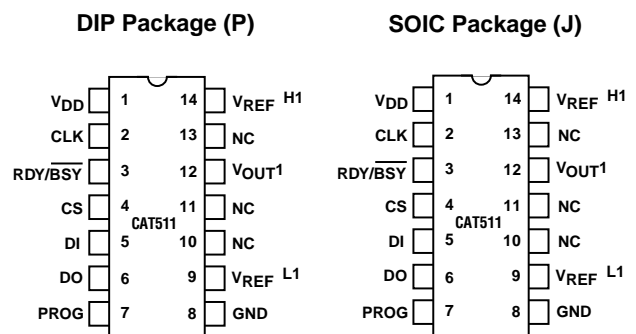 DIP Package (P)
VDD 1 14 VREF H1
CLK 2 13 NC
RDY/BSY 3 12 VOUT1
CS 4 11 NC
CAT511
DI 5 10 NC
DO 6 9 VREF L1
PROG 7 8 GND
SOIC Package (J)
VDD 1 14 VREF H1
CLK 2 13 NC
RDY/BSY 3 12 VOUT1
CS 4 11 NC
CAT511
DI 5 10 NC
DO 6 9 VREF L1
PROG 7 8 GND